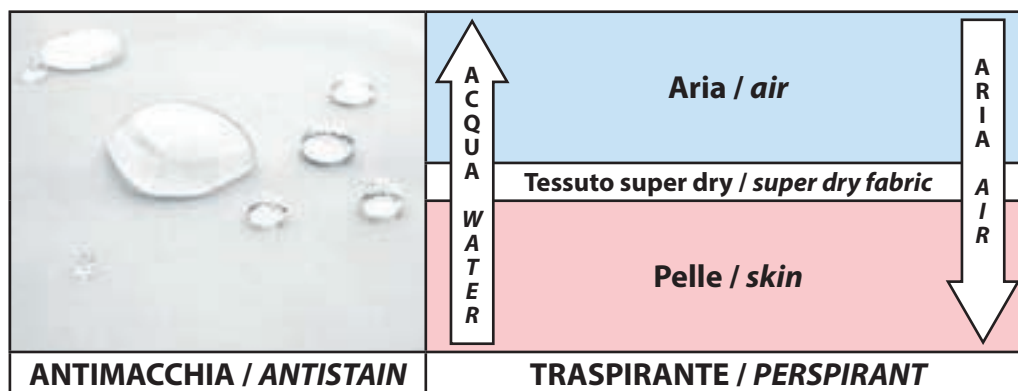 ACQUA WATER
Aria / air
ARIA AIR
Tessuto super dry / super dry fabric
Pelle / skin
ANTIMACCHIA / ANTISTAIN
TRASPIRANTE / PERSPIRANT